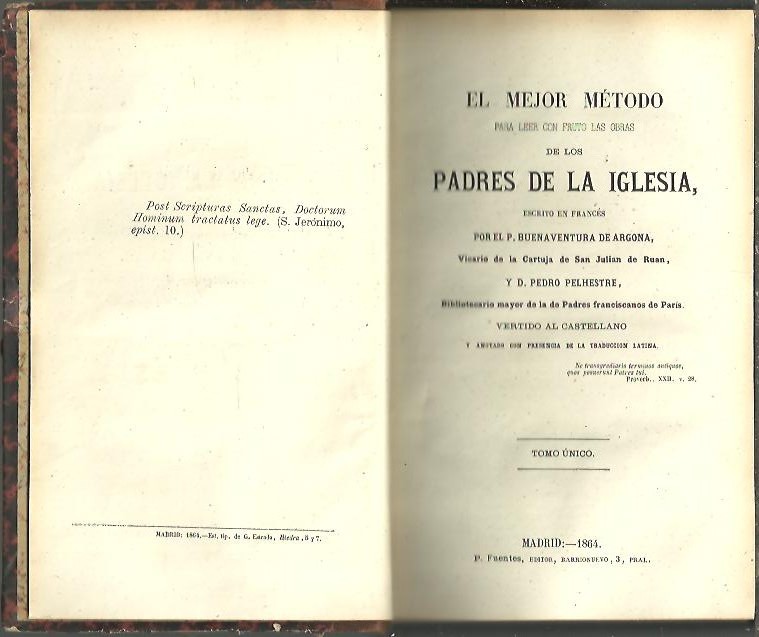 Post Scripturas Sanctas, Doctorum
Hominum tractatus lege. (S. Jerónimo,
epist. 10.)
MADRID: 1864.—Est. tip. de G. Estrada, Hiedra, 5 y 7.
EL MEJOR MÉTODO
PARA LEER CON FRUTO LAS OBRAS
DE LOS
PADRES DE LA IGLESIA,
ESCRITO EN FRANCÉS
POR EL P. BUENAVENTURA DE ARGONA,
Vicario de la Cartuja de San Julian de Ruan,
Y D. PEDRO PELHESTRE,
Bibliotecario mayor de la de Padres franciscanos de París.
VERTIDO AL CASTELLANO
Y ANOTADO CON PRESENCIA DE LA TRADUCCION LATINA.
Ne transgrediaris terminos antiquos,
quos posuerunt Patres tui.
Proverb., XXII. v. 28.
TOMO ÚNICO.
MADRID:—1864.
P. Fuentes, EDITOR, BARRIONUEVO, 3, PRAL.